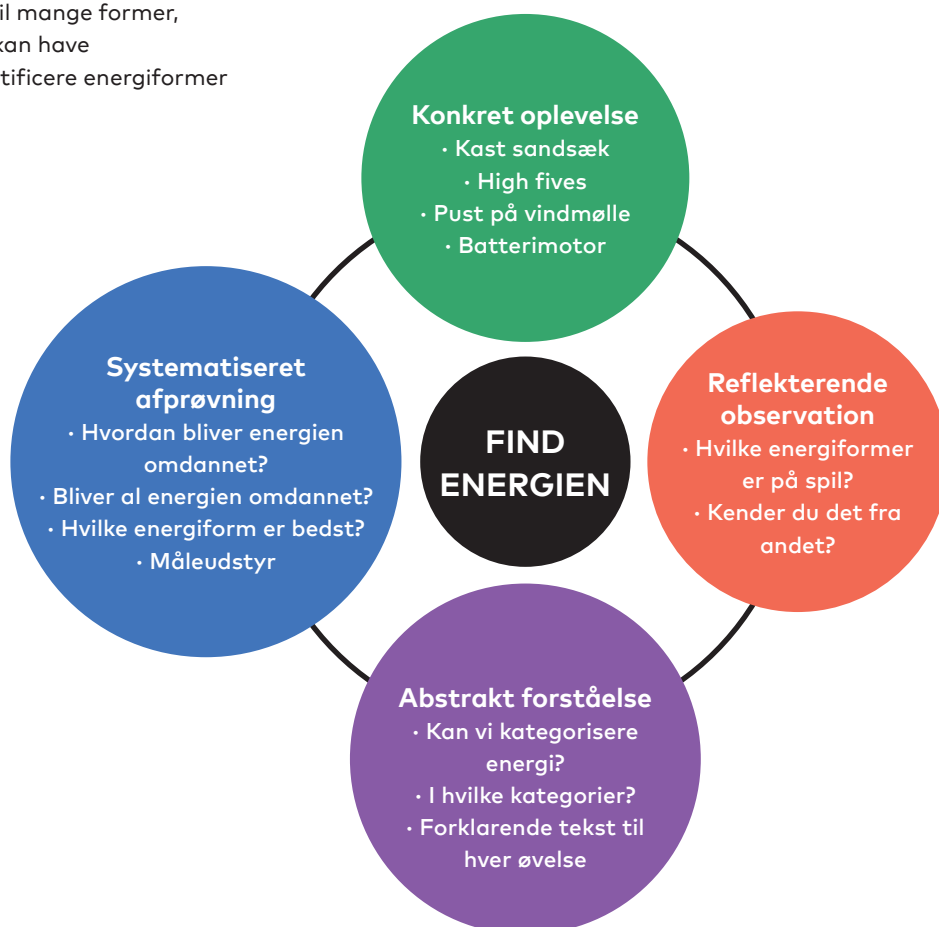 il mange former,
kan have
tificere energiformer
Konkret oplevelse
· Kast sandsæk
· High fives
· Pust på vindmølle
· Batterimotor
Reflekterende
observation
· Hvilke energiformer
er på spil?
· Kender du det fra
andet?
Abstrakt forståelse
· Kan vi kategorisere
energi?
· I hvilke kategorier?
· Forklarende tekst til
hver øvelse
Systematiseret
afprøvning
· Hvordan bliver energien
omdannet?
· Bliver al energien omdannet?
· Hvilke energiform er bedst?
· Måleudstyr
FIND
ENERGIEN